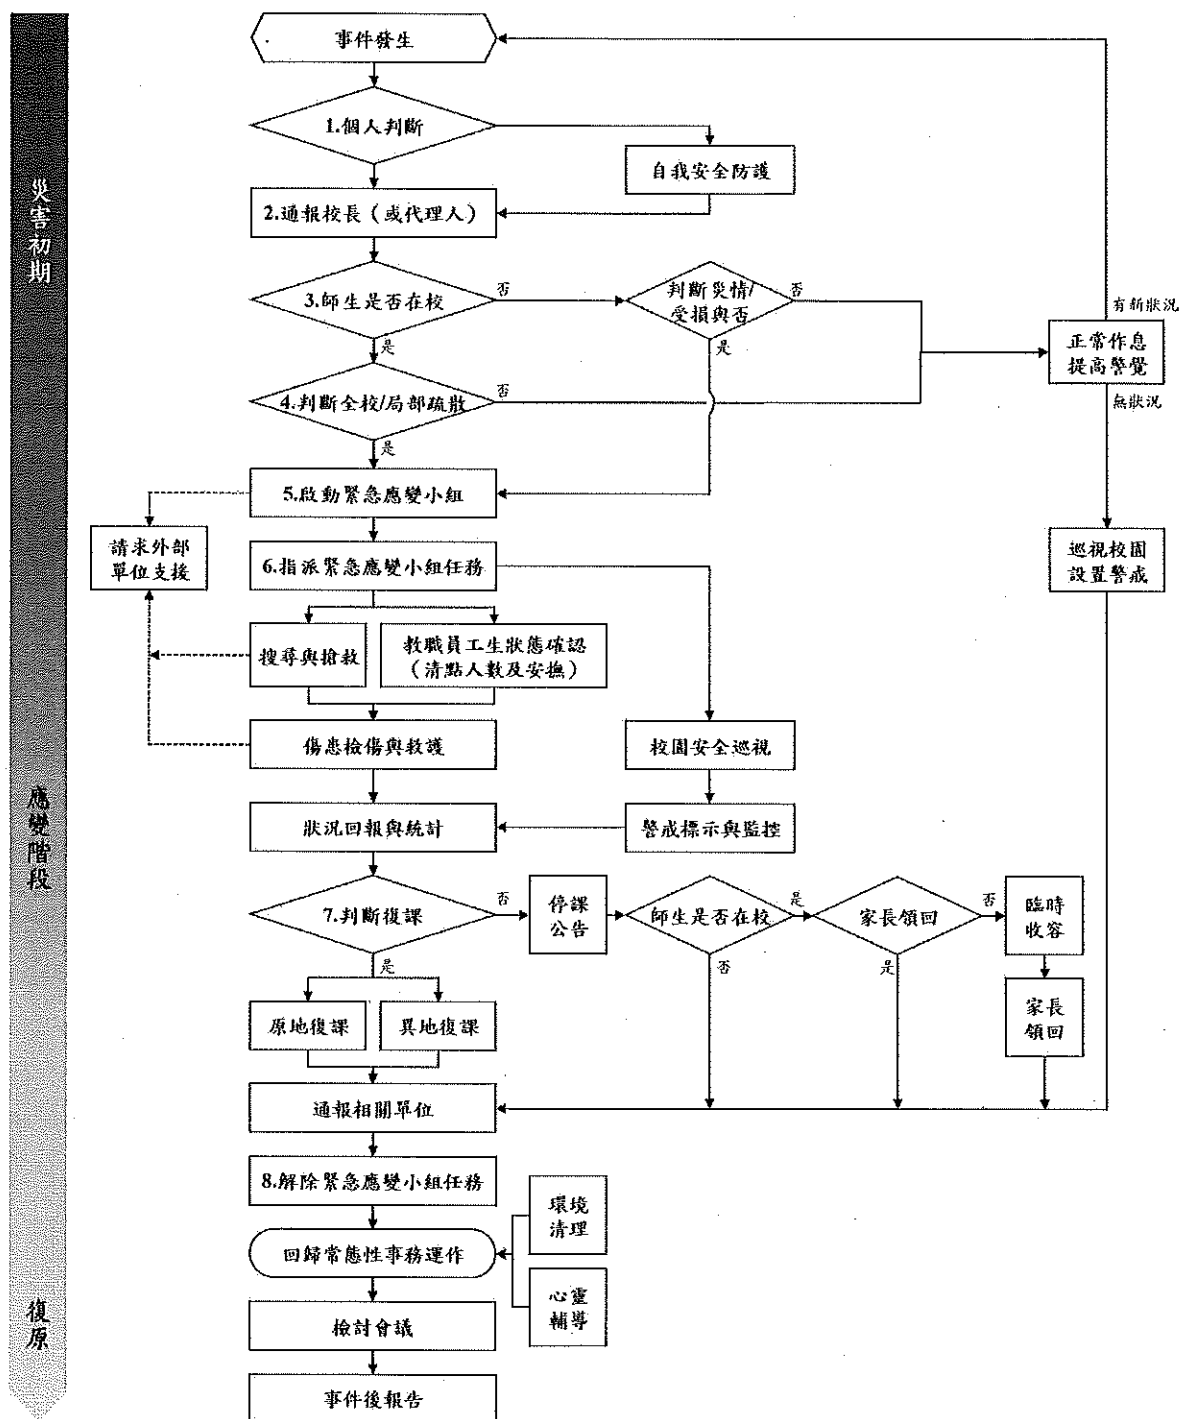 災害初期
應變階段
復原
事件發生
1.個人判斷
自我安全防護
2.通報校長（或代理人）
3.師生是否在校
否
判斷災情/
受損與否
否
有新狀況
正常作息
提高警覺
是
是
無狀況
4.判斷全校/局部疏散
否
是
5.啟動緊急應變小組
請求外部
單位支援
巡視校園
設置警戒
6.指派緊急應變小組任務
搜尋與搶救
教職員工生狀態確認
（清點人數及安撫）
傷患檢傷與救護
校園安全巡視
狀況回報與統計
警戒標示與監控
7.判斷復課
否
停課
公告
師生是否在校
是
家長領回
否
臨時
收容
是
否
是
家長
領回
原地復課
異地復課
通報相關單位
8.解除緊急應變小組任務
環境
清理
回歸常態性事務運作
心靈
輔導
檢討會議
事件後報告